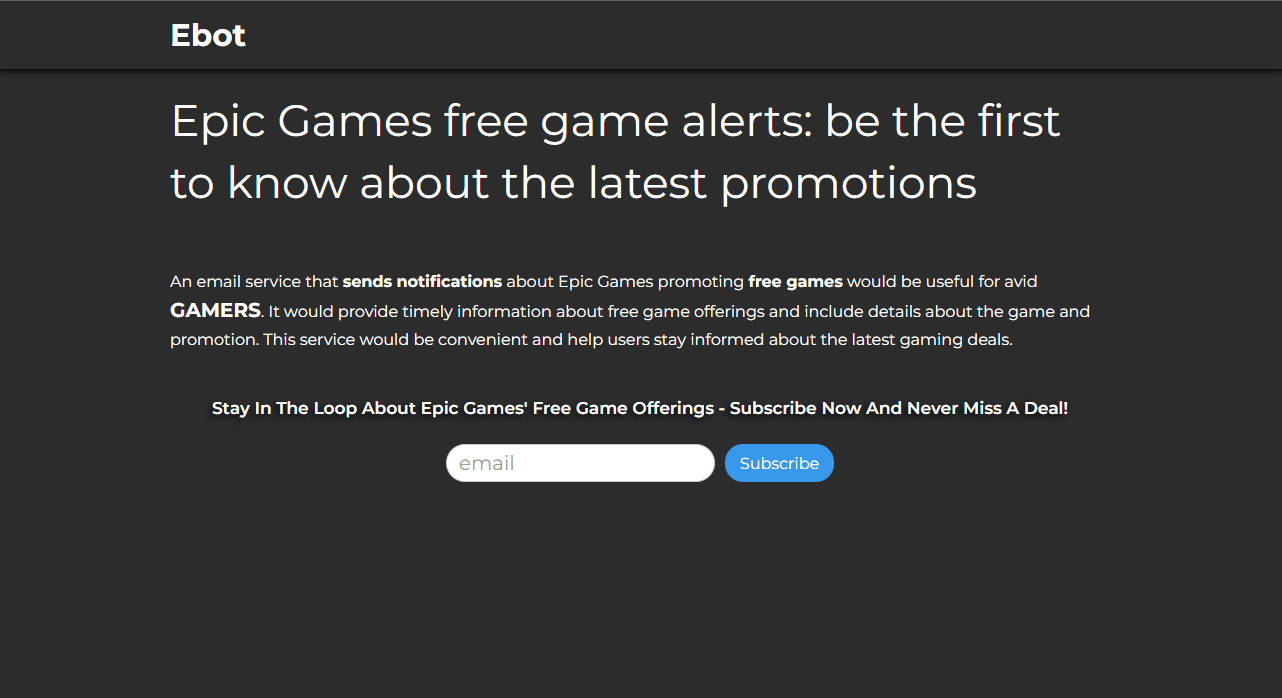 Ebot
Epic Games free game alerts: be the first
to know about the latest promotions
An email service that sends notifications about Epic Games promoting free games would be useful for avid
GAMERS. It would provide timely information about free game offerings and include details about the game and
promotion. This service would be convenient and help users stay informed about the latest gaming deals.
Stay In The Loop About Epic Games' Free Game Offerings - Subscribe Now And Never Miss A Deal!
email
Subscribe